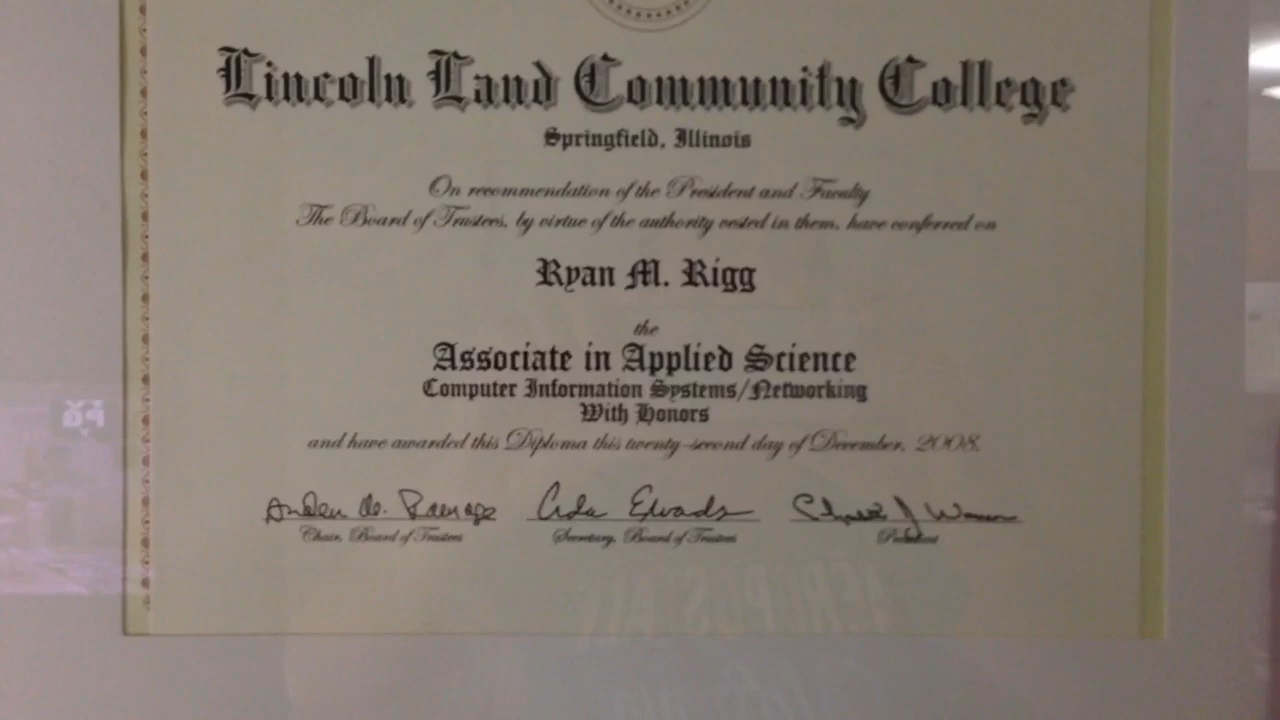 Lincoln Land Community College
Springfield, Illinois
On recommendation of the President and Faculty
The Board of Trustees, by virtue of the authority vested in them, have conferred on
Ryan M. Rigg
the
Associate in Applied Science
Computer Information Systems/Networking
With Honors
and have awarded this Diploma this twenty-second day of December, 2008.
Chair, Board of Trustees
Secretary, Board of Trustees
President